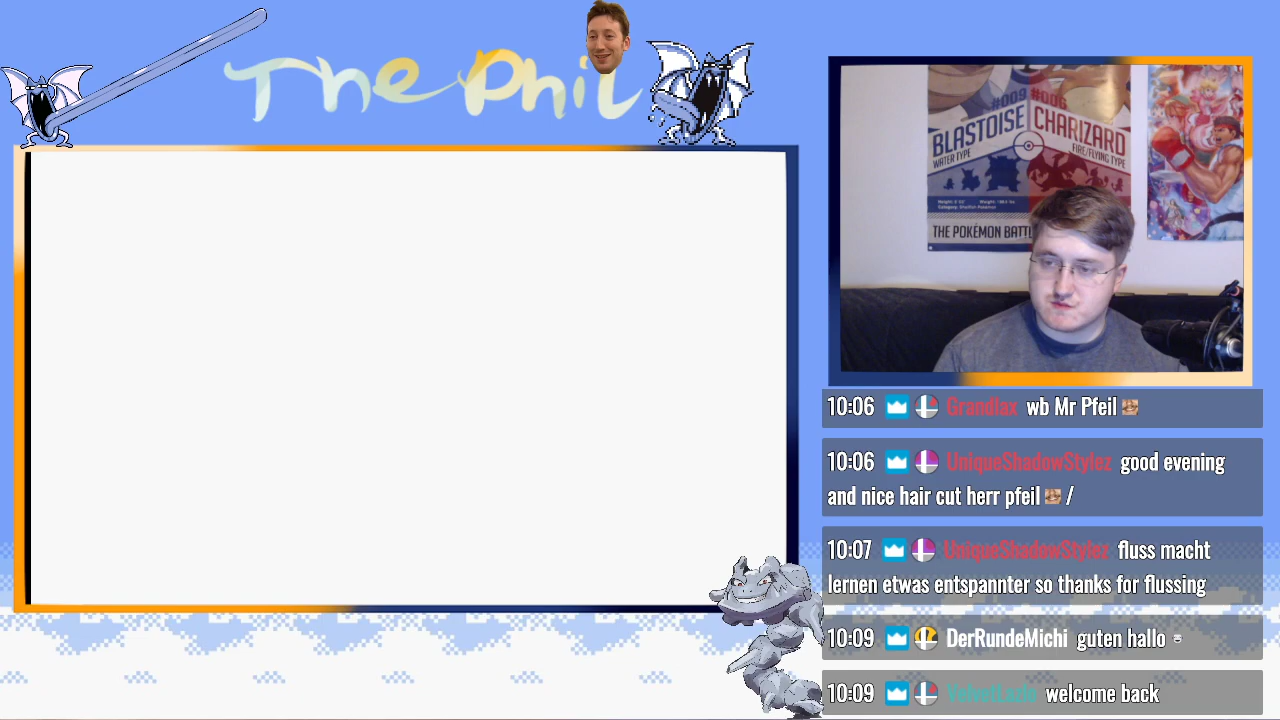 The Phil
#009 #006
BLASTOISE CHARIZARD
WATER TYPE FIRE/FLYING TYPE
THE POKÉMON BATTL
10:06 Grandlax wb Mr Pfeil
10:06 UniqueShadowStylez good evening
and nice hair cut herr pfeil /
10:07 UniqueShadowStylez fluss macht
lernen etwas entspannter so thanks for flussing
10:09 DerRundeMichi guten hallo
10:09 VelvetLazlo welcome back